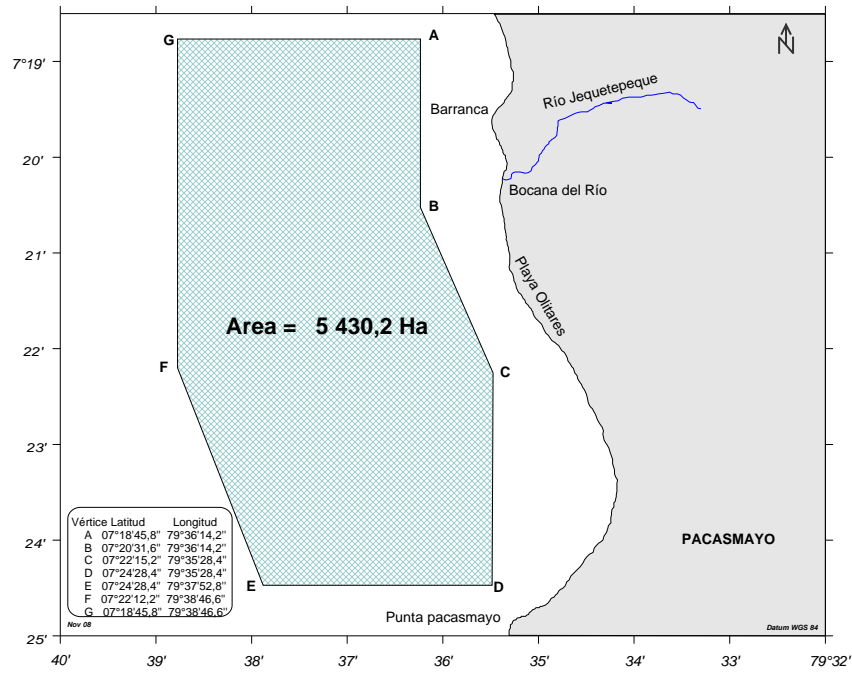 G
A
7°19'
Barranca
Río Jequetepeque
N
20'
Bocana del Río
B
21'
Playa Olitares
Area = 5 430,2 Ha
22'
F
C
23'
Vértice Latitud Longitud
A 07°18'45,8" 79°36'14,2"
B 07°20'31,6" 79°36'14,2"
C 07°22'15,2" 79°35'28,4"
D 07°24'28,4" 79°35'28,4"
E 07°24'28,4" 79°37'52,8"
F 07°22'12,2" 79°38'46,6"
G 07°18'45,8" 79°38'46,6"
24'
PACASMAYO
E
D
Punta pacasmayo
Nov 08
Datum WGS 84
25'
40'
39'
38'
37'
36'
35'
34'
33'
79°32'